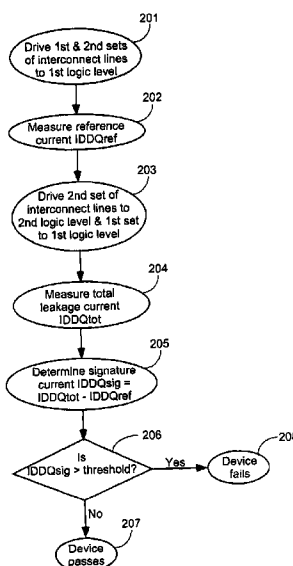 201
Drive 1st & 2nd sets
of interconnect lines
to 1st logic level
202
Measure reference
current IDDQref
203
Drive 2nd set of
interconnect lines to
2nd logic level & 1st set
to 1st logic level
204
Measure total
leakage current
IDDQtot
205
Determine signature
current IDDQsig =
IDDQtot - IDDQref
206
Is
IDDQsig > threshold?
Yes
208
Device
fails
No
207
Device
passes